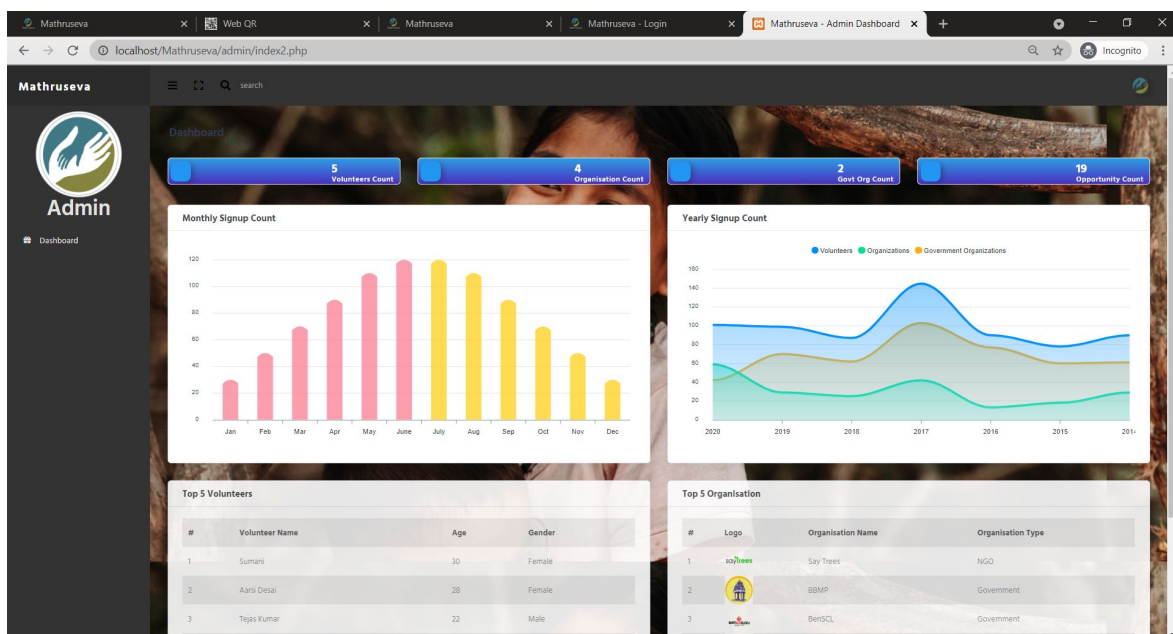 Mathruseva
Web QR
Mathruseva
Mathruseva - Login
Mathruseva - Admin Dashboard
localhost/Mathruseva/admin/index2.php
Incognito
Mathruseva
search
Admin
Dashboard
Dashboard
5
Volunteers Count
4
Organisation Count
2
Govt Org Count
19
Opportunity Count
Monthly Signup Count
120
100
80
60
40
20
0
Jan Feb Mar Apr May June July Aug Sep Oct Nov Dec
Yearly Signup Count
Volunteers Organizations Government Organizations
160
140
120
100
80
60
40
20
0
2020 2019 2018 2017 2016 2015
Top 5 Volunteers
# Volunteer Name Age Gender
1 Sumani 30 Female
2 Aarsi Desai 28 Female
3 Tejas Kumar 22 Male
Top 5 Organisation
# Logo Organisation Name Organisation Type
1 saytrees Say Trees NGO
2 BBMP Government
3 BenSCL Government